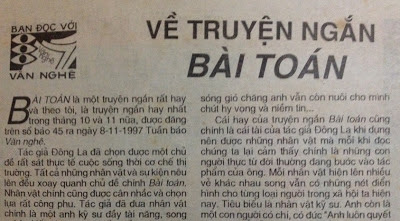 BẠN ĐỌC VỚI
VĂN NGHỆ
VỀ TRUYỆN NGẮN
BÀI TOÁN
BÀI TOÁN là một truyện ngắn rất hay
và theo tôi, là truyện ngắn hay nhất
trong tháng 10 và 11 nũa, được đăng
trên số báo 45 ra ngày 8-11-1997 Tuần báo
Văn nghệ.
Tác giả Đông La đã chọn được một chủ
đề rất sát thực tế cuộc sống thời cơ chế thị
trường. Tất cả những nhân vật và sự kiện nêu
lên đều xoay quanh chủ đề chính Bài toán.
Nhân vật chính cũng được cân nhắc và chọn
lựa rất công phu. Tác giả đã đưa nhân vật
chính là một anh kỹ sư đầy tài năng, song
sóng gió chăng anh vẫn còn nuôi cho mình
chút hy vọng và niềm tin...
Cái hay của truyện ngắn Bài toán cũng
chính là cái tài của tác giả Đông La khi dựng
nên được những nhân vật mà mỗi khi đọc
chúng ta lại cảm thấy chính là những con
người thực từ đời thường đang bước vào tác
phẩm của ông. Mỗi nhân vật hiện lên nhiều
vẻ khác nhau song vẫn có những nét điển
hình cho từng loại người trong xã hội ta hiện
nay. Tiêu biểu là nhân vật kỹ sư. Anh còn là
một con người có chí, có đức "Anh luôn quyết